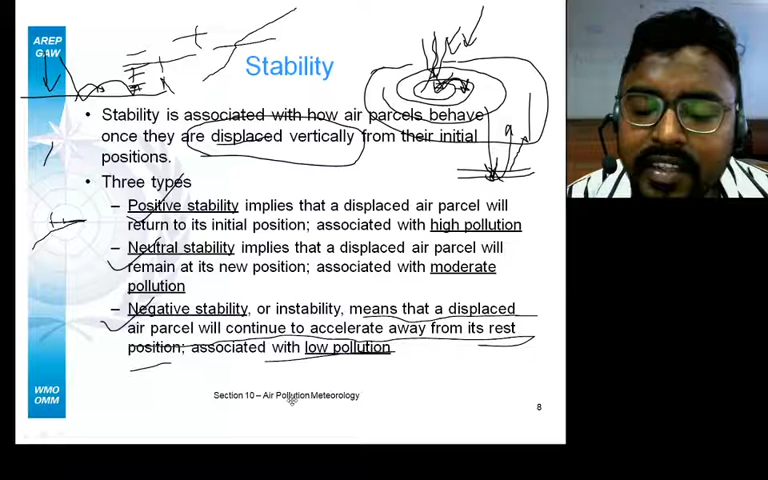 AREP
GAW
Stability
• Stability is associated with how air parcels behave
once they are displaced vertically from their initial
positions.
• Three types
– Positive stability implies that a displaced air parcel will
return to its initial position; associated with high pollution
– Neutral stability implies that a displaced air parcel will
remain at its new position; associated with moderate
pollution
– Negative stability, or instability, means that a displaced
air parcel will continue to accelerate away from its rest
position; associated with low pollution
WMO
OMM
Section 10 – Air Pollution Meteorology
8